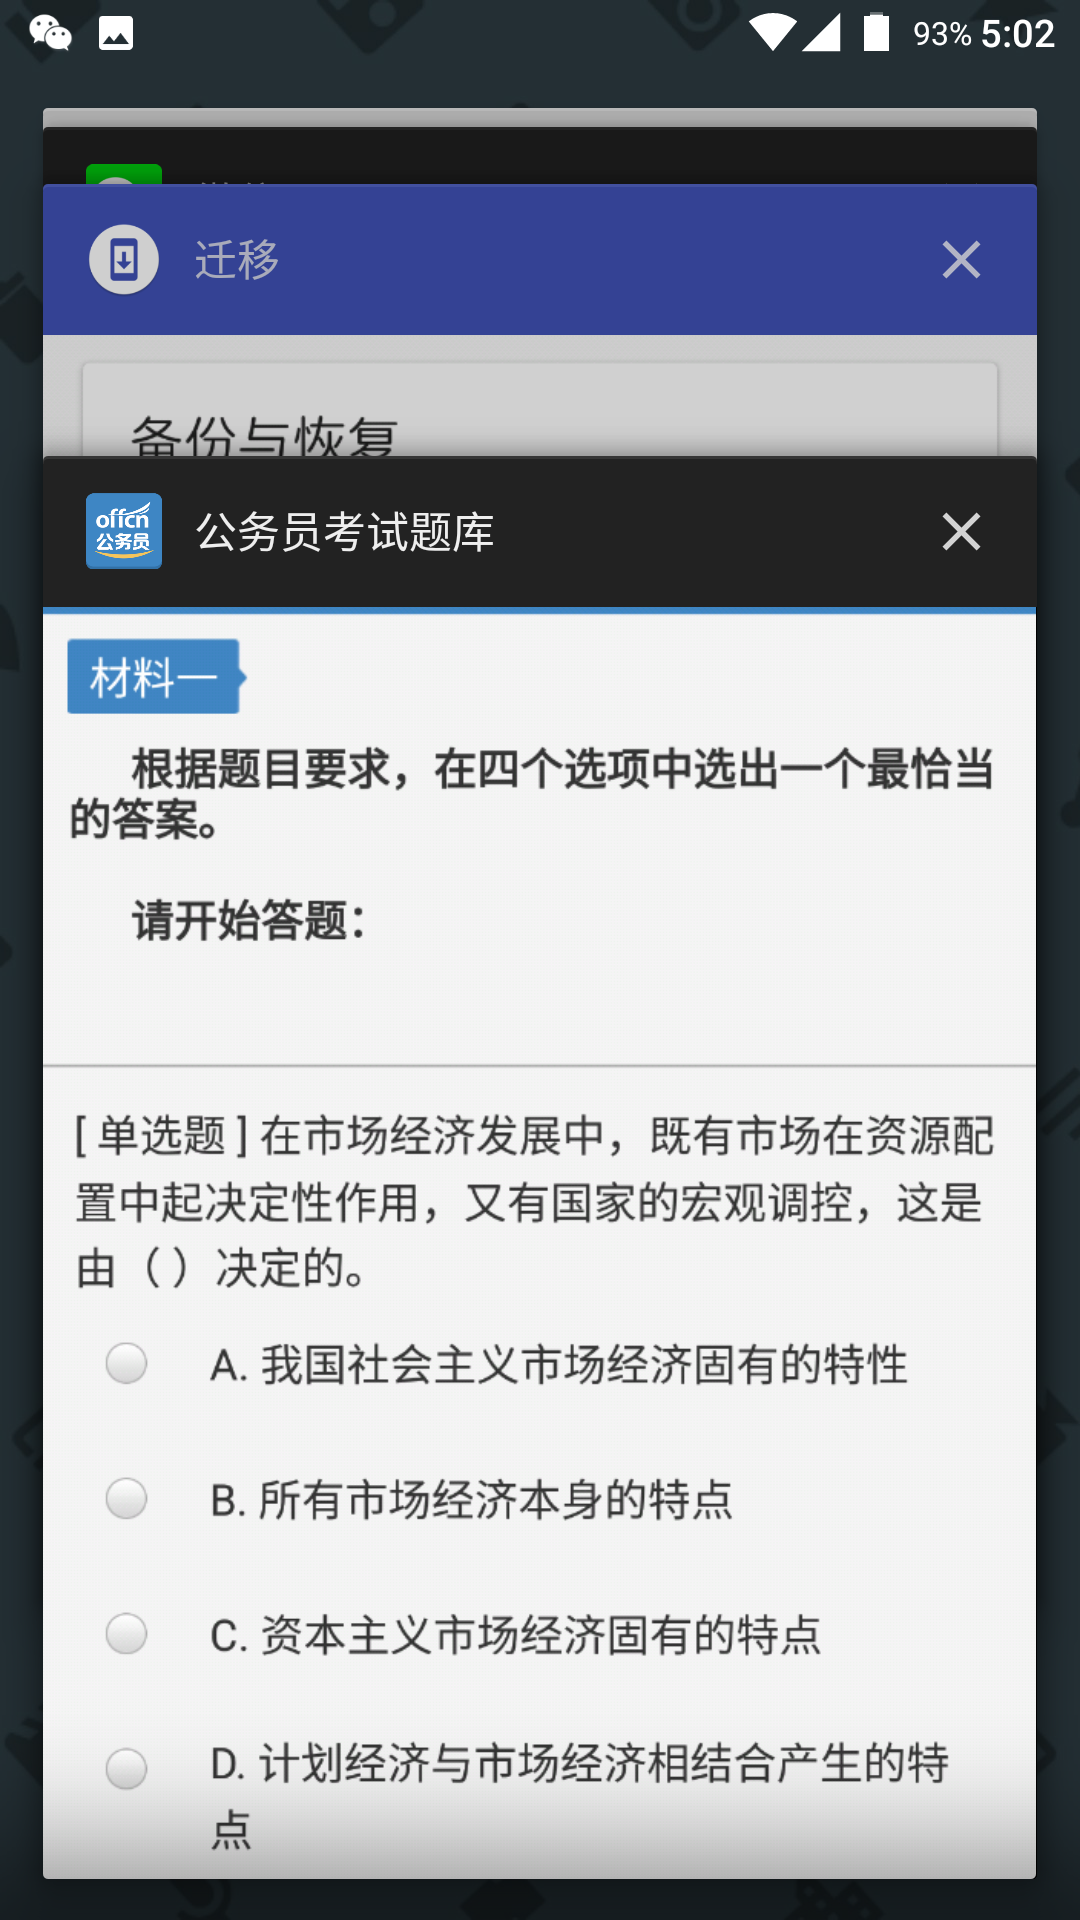 93% 5:02
迁移
备份与恢复
offcn
公务员
公务员考试题库
材料一
根据题目要求，在四个选项中选出一个最恰当
的答案。
请开始答题：
[ 单选题 ] 在市场经济发展中，既有市场在资源配
置中起决定性作用，又有国家的宏观调控，这是
由（ ）决定的。
A. 我国社会主义市场经济固有的特性
B. 所有市场经济本身的特点
C. 资本主义市场经济固有的特点
D. 计划经济与市场经济相结合产生的特
点